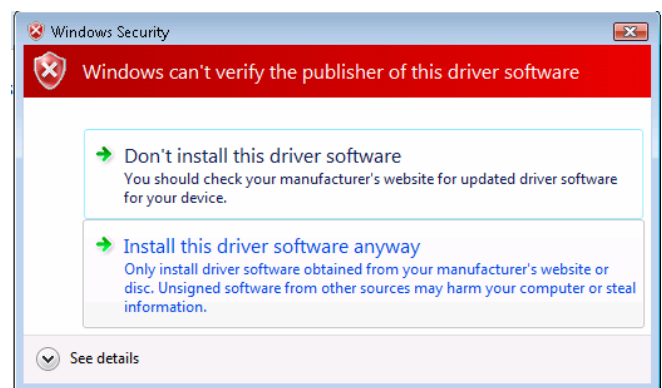 Windows Security
Windows can't verify the publisher of this driver software
Don't install this driver software
You should check your manufacturer's website for updated driver software
for your device.
Install this driver software anyway
Only install driver software obtained from your manufacturer's website or
disc. Unsigned software from other sources may harm your computer or steal
information.
See details